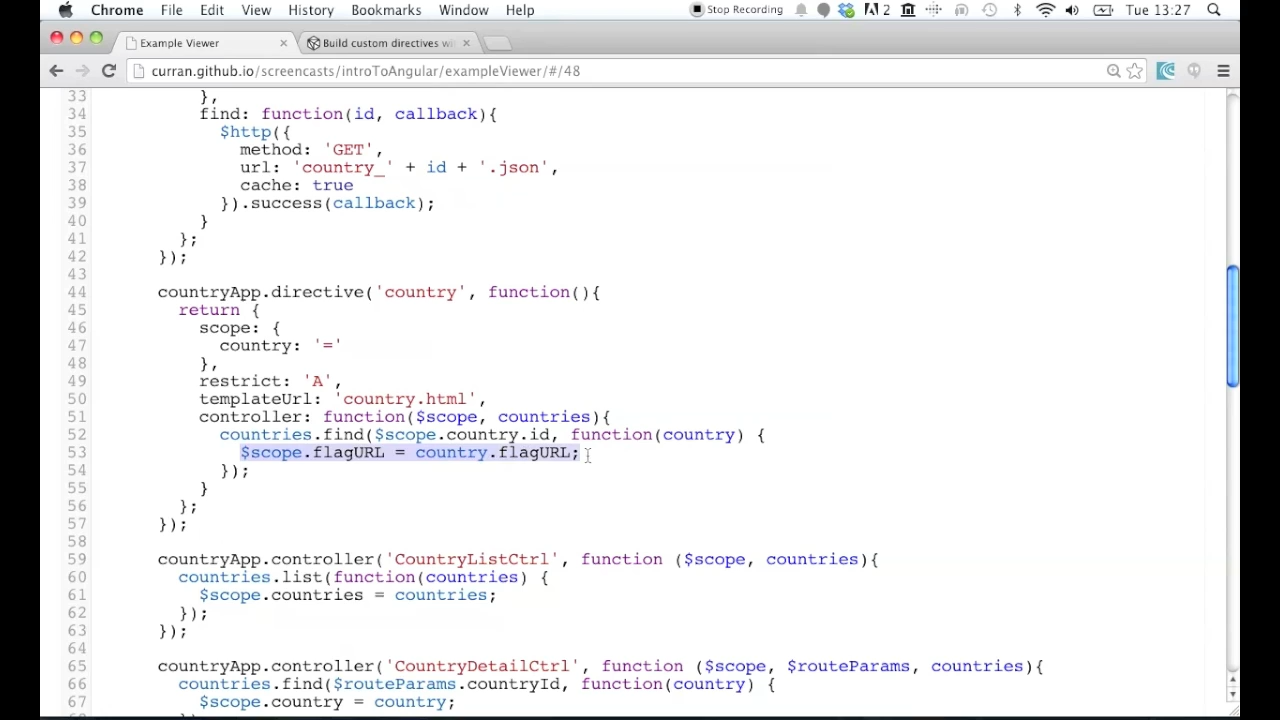 Chrome File Edit View History Bookmarks Window Help Stop Recording 2 Tue 13:27
Example Viewer Build custom directives wi
curran.github.io/screencasts/introToAngular/exampleViewer/#/48
33 },
34 find: function(id, callback){
35 $http({
36 method: 'GET',
37 url: 'country_' + id + '.json',
38 cache: true
39 }).success(callback);
40 }
41 };
42 });
43
44 countryApp.directive('country', function(){
45 return {
46 scope: {
47 country: '='
48 },
49 restrict: 'A',
50 templateUrl: 'country.html',
51 controller: function($scope, countries){
52 countries.find($scope.country.id, function(country) {
53 $scope.flagURL = country.flagURL;
54 });
55 }
56 };
57 });
58
59 countryApp.controller('CountryListCtrl', function ($scope, countries){
60 countries.list(function(countries) {
61 $scope.countries = countries;
62 });
63 });
64
65 countryApp.controller('CountryDetailCtrl', function ($scope, $routeParams, countries){
66 countries.find($routeParams.countryId, function(country) {
67 $scope.country = country;